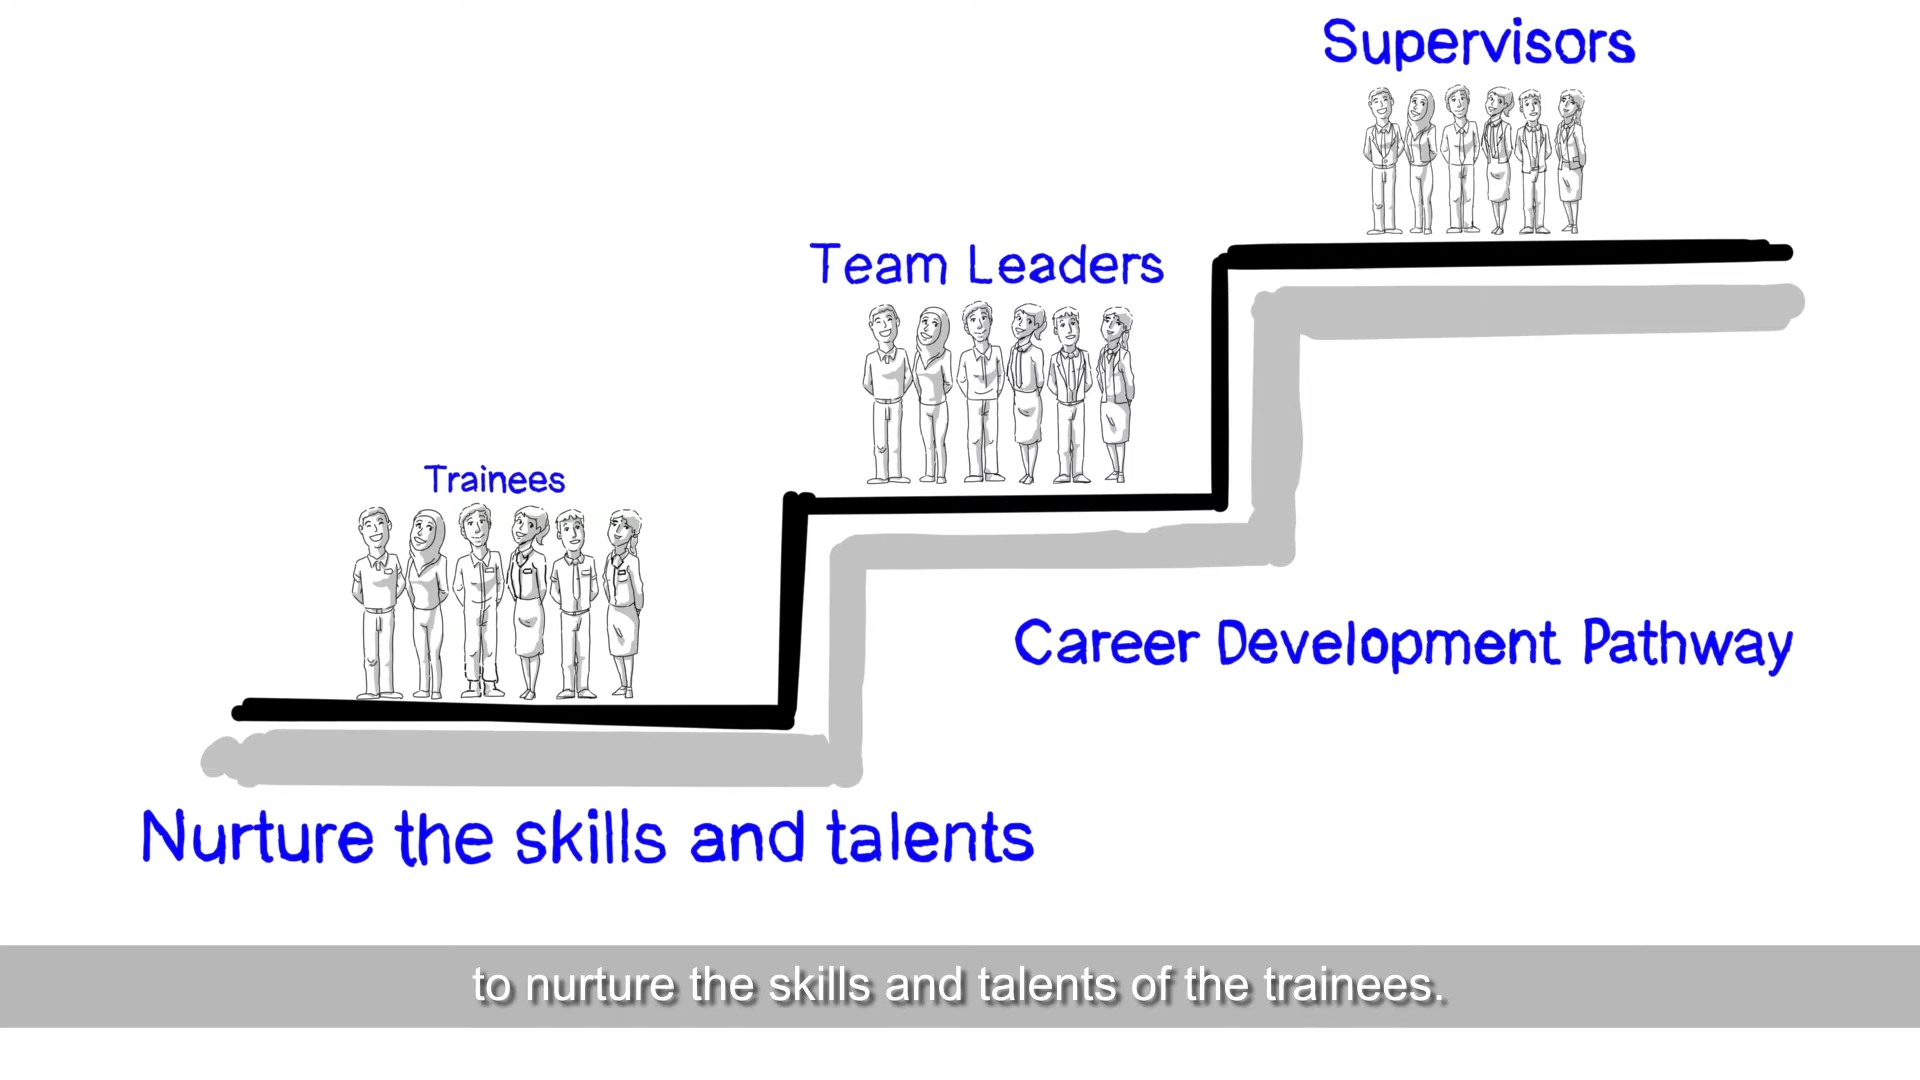 Supervisors
Team Leaders
Trainees
Career Development Pathway
Nurture the skills and talents
to nurture the skills and talents of the trainees.